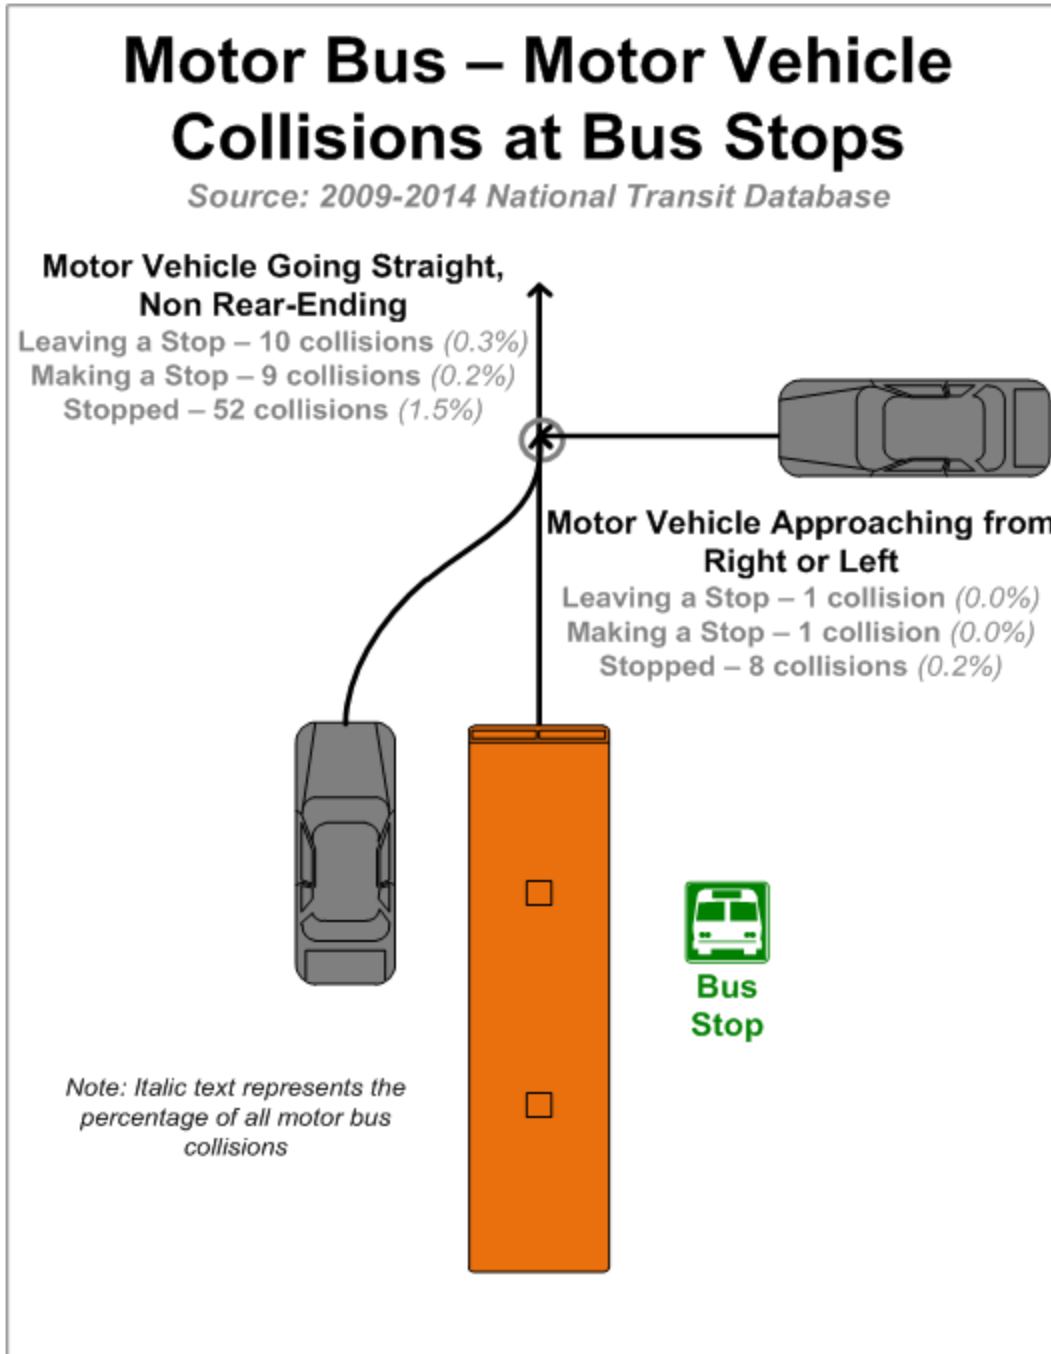 Motor Bus – Motor Vehicle
Collisions at Bus Stops
Source: 2009-2014 National Transit Database
Motor Vehicle Going Straight,
Non Rear-Ending
Leaving a Stop – 10 collisions (0.3%)
Making a Stop – 9 collisions (0.2%)
Stopped – 52 collisions (1.5%)
Motor Vehicle Approaching from
Right or Left
Leaving a Stop – 1 collision (0.0%)
Making a Stop – 1 collision (0.0%)
Stopped – 8 collisions (0.2%)
Bus
Stop
Note: Italic text represents the
percentage of all motor bus
collisions